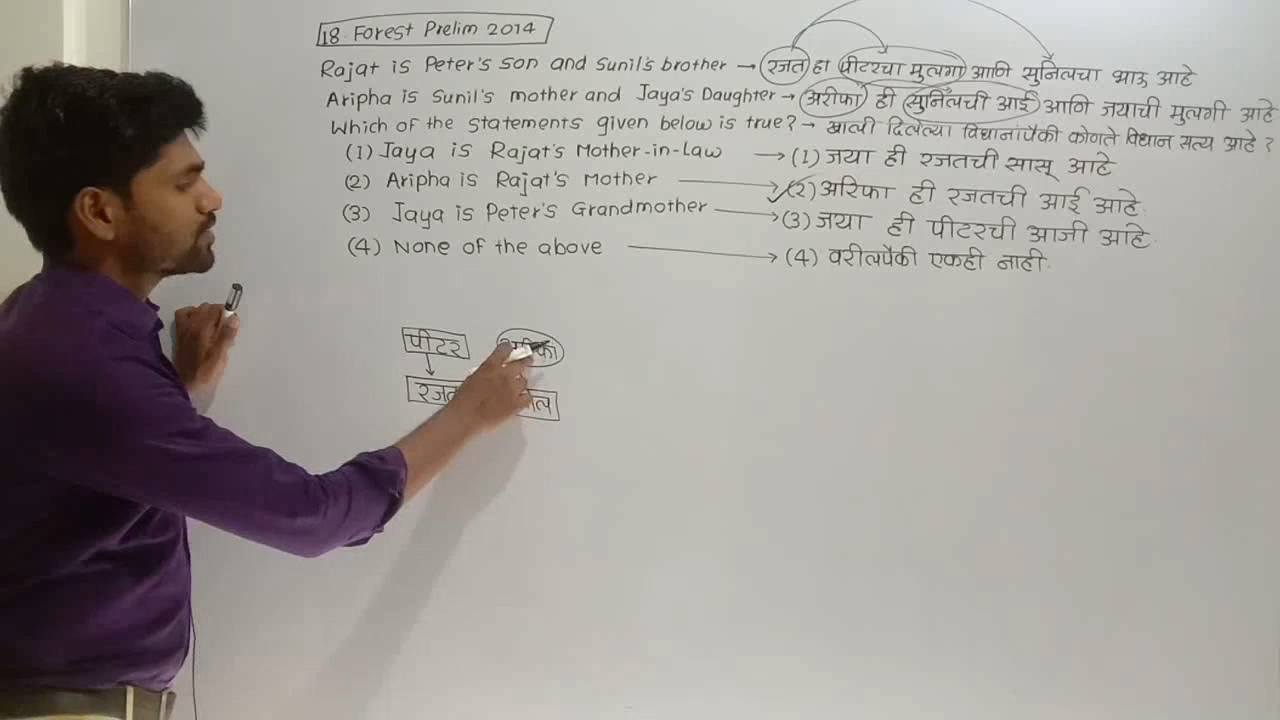 18. Forest Prelim 2014
Rajat is Peter's son and Sunil's brother → रजत हा पीटरचा मुलगा आणि सुनिलचा भाऊ आहे
Aripha is Sunil's mother and Jaya's Daughter → अरीफा ही सुनिलची आई आणि जयाची मुलगी आहे
Which of the statements given below is true? → खाली दिलेल्या विधानांपैकी कोणते विधान सत्य आहे ?
(1) Jaya is Rajat's Mother-in-Law → (1) जया ही रजतची सासू आहे
(2) Aripha is Rajat's Mother → (2) अरिफा ही रजतची आई आहे.
(3) Jaya is Peter's Grandmother → (3) जया ही पीटरची आजी आहे.
(4) None of the above → (4) वरीलपैकी एकही नाही.
पीटर
रजत